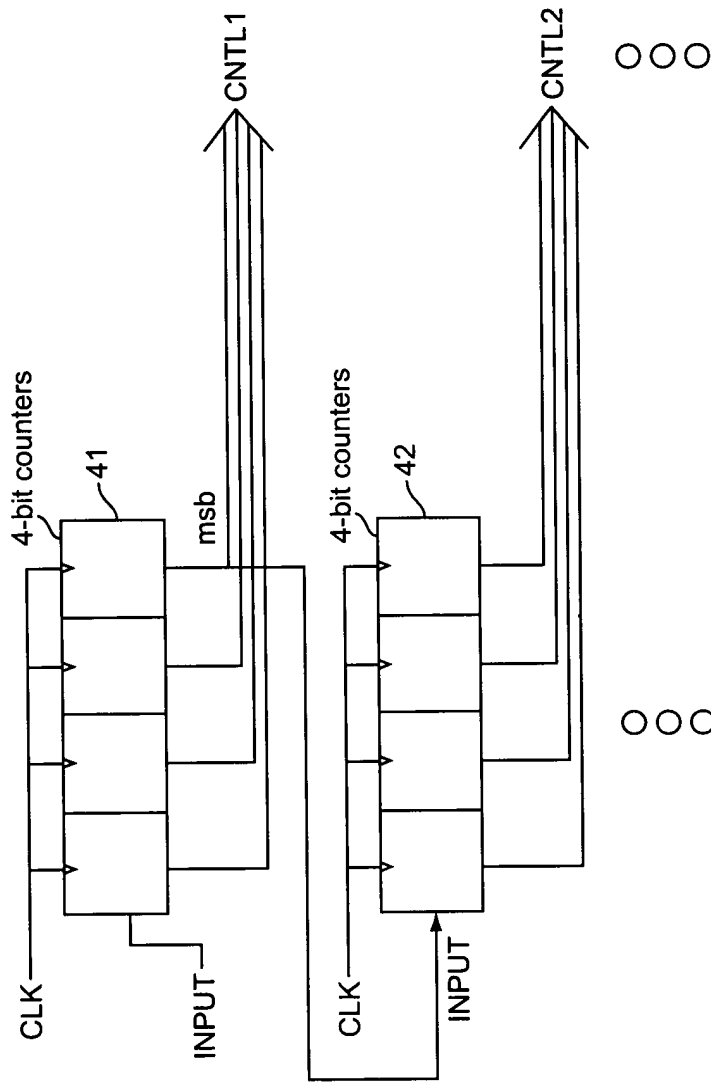 4-bit counters
41
CLK
INPUT
msb
CNTL1
4-bit counters
42
CLK
INPUT
CNTL2